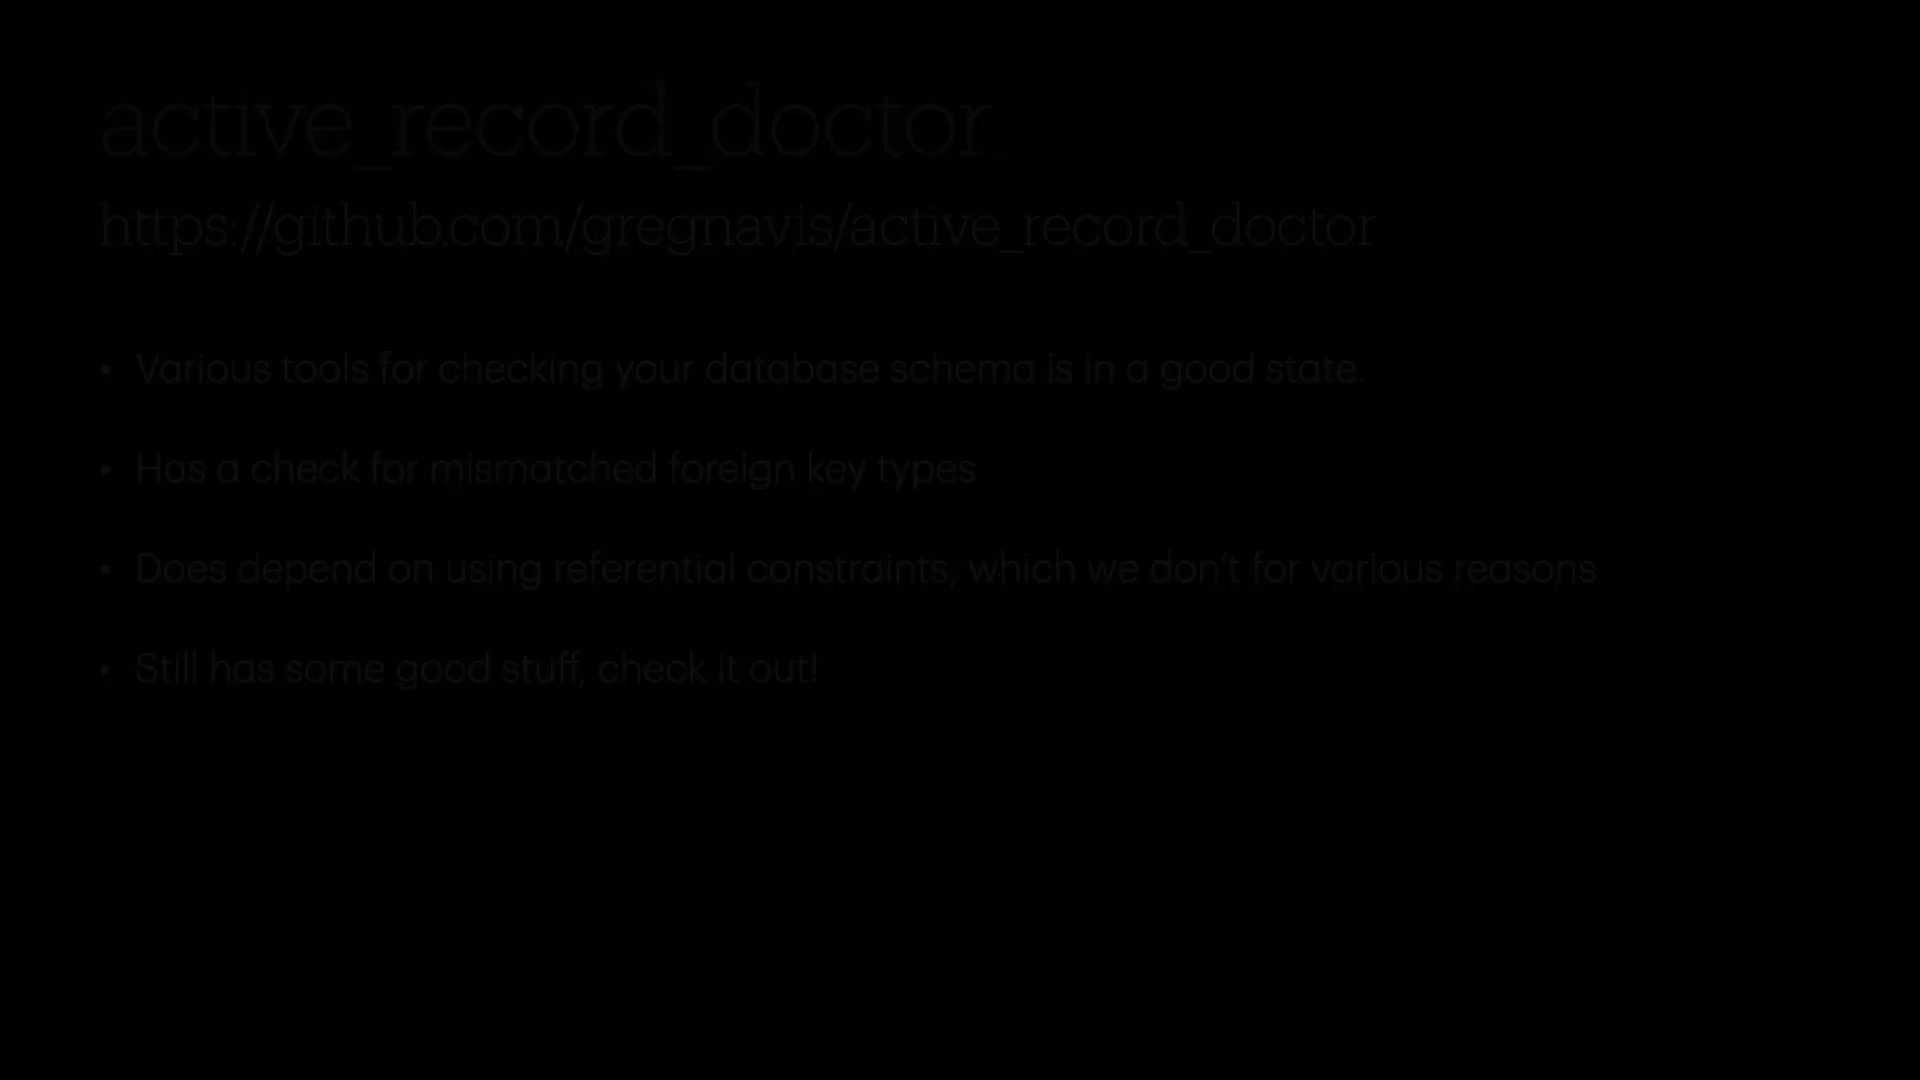 active_record_doctor
https://github.com/gregnavis/active_record_doctor
• Various tools for checking your database schema is in a good state.
• Has a check for mismatched foreign key types
• Does depend on using referential constraints, which we don't for various reasons
• Still has some good stuff, check it out!